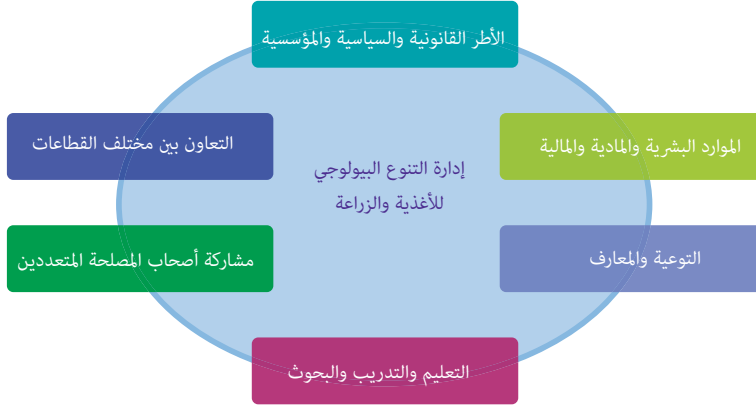 الأطر القانونية والسياسية والمؤسسية
الموارد البشرية والمادية والمالية
التعاون بين مختلف القطاعات
إدارة التنوع البيولوجي
للأغذية والزراعة
التوعية والمعارف
مشاركة أصحاب المصلحة المتعددين
التعليم والتدريب والبحوث